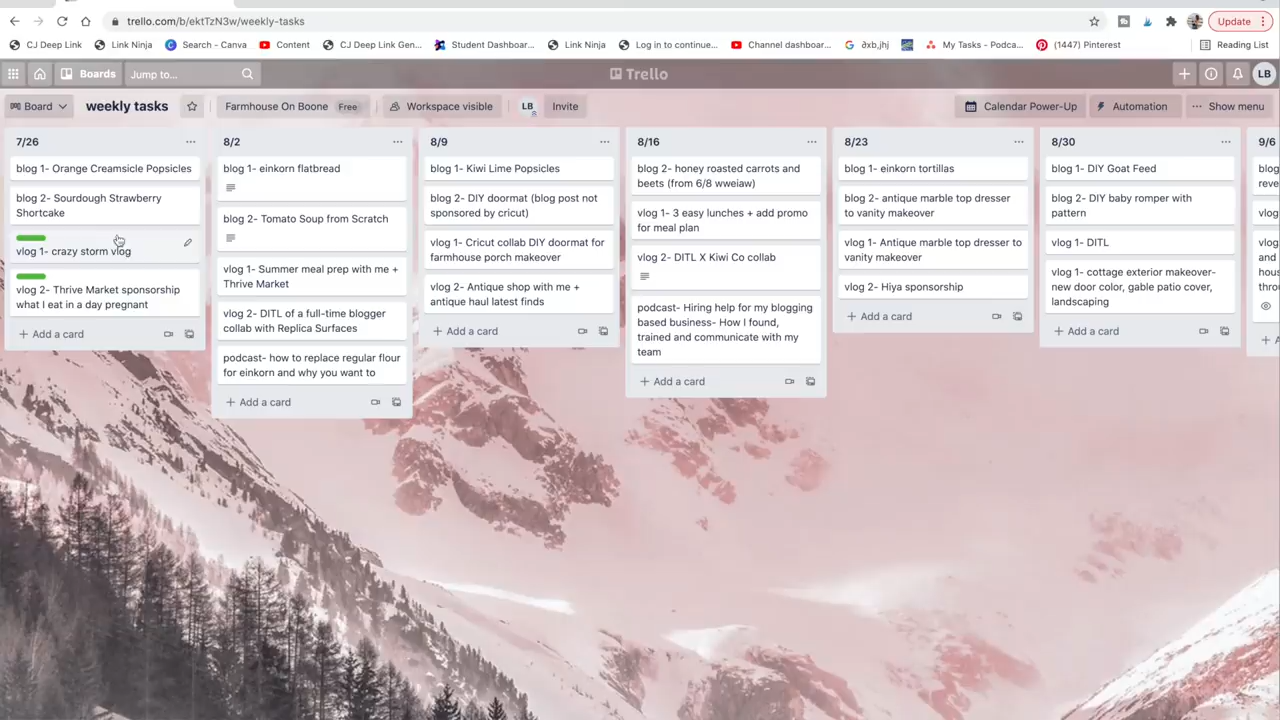 trello.com/b/ektTzN3w/weekly-tasks
Update
CJ Deep Link
Link Ninja
Search - Canva
Content
CJ Deep Link Gen...
Student Dashboar...
Link Ninja
Log in to continue...
Channel dashboar...
əxb,jhj
My Tasks - Podca...
(1447) Pinterest
Reading List
Boards
Jump to...
Trello
LB
Board
weekly tasks
Farmhouse On Boone Free
Workspace visible
LB
Invite
Calendar Power-Up
Automation
Show menu
7/26
blog 1- Orange Creamsicle Popsicles
blog 2- Sourdough Strawberry
Shortcake
vlog 1- crazy storm vlog
vlog 2- Thrive Market sponsorship
what I eat in a day pregnant
+ Add a card
8/2
blog 1- einkorn flatbread
blog 2- Tomato Soup from Scratch
vlog 1- Summer meal prep with me +
Thrive Market
vlog 2- DITL of a full-time blogger
collab with Replica Surfaces
podcast- how to replace regular flour
for einkorn and why you want to
+ Add a card
8/9
blog 1- Kiwi Lime Popsicles
blog 2- DIY doormat (blog post not
sponsored by cricut)
vlog 1- Cricut collab DIY doormat for
farmhouse porch makeover
vlog 2- Antique shop with me +
antique haul latest finds
+ Add a card
8/16
blog 2- honey roasted carrots and
beets (from 6/8 wweiaw)
vlog 1- 3 easy lunches + add promo
for meal plan
vlog 2- DITL X Kiwi Co collab
podcast- Hiring help for my blogging
based business- How I found,
trained and communicate with my
team
+ Add a card
8/23
blog 1- einkorn tortillas
blog 2- antique marble top dresser
to vanity makeover
vlog 1- Antique marble top dresser to
vanity makeover
vlog 2- Hiya sponsorship
+ Add a card
8/30
blog 1- DIY Goat Feed
blog 2- DIY baby romper with
pattern
vlog 1- DITL
vlog 1- cottage exterior makeover-
new door color, gable patio cover,
landscaping
+ Add a card
9/6
blog
reve
vlog
vlog
and
hous
thro